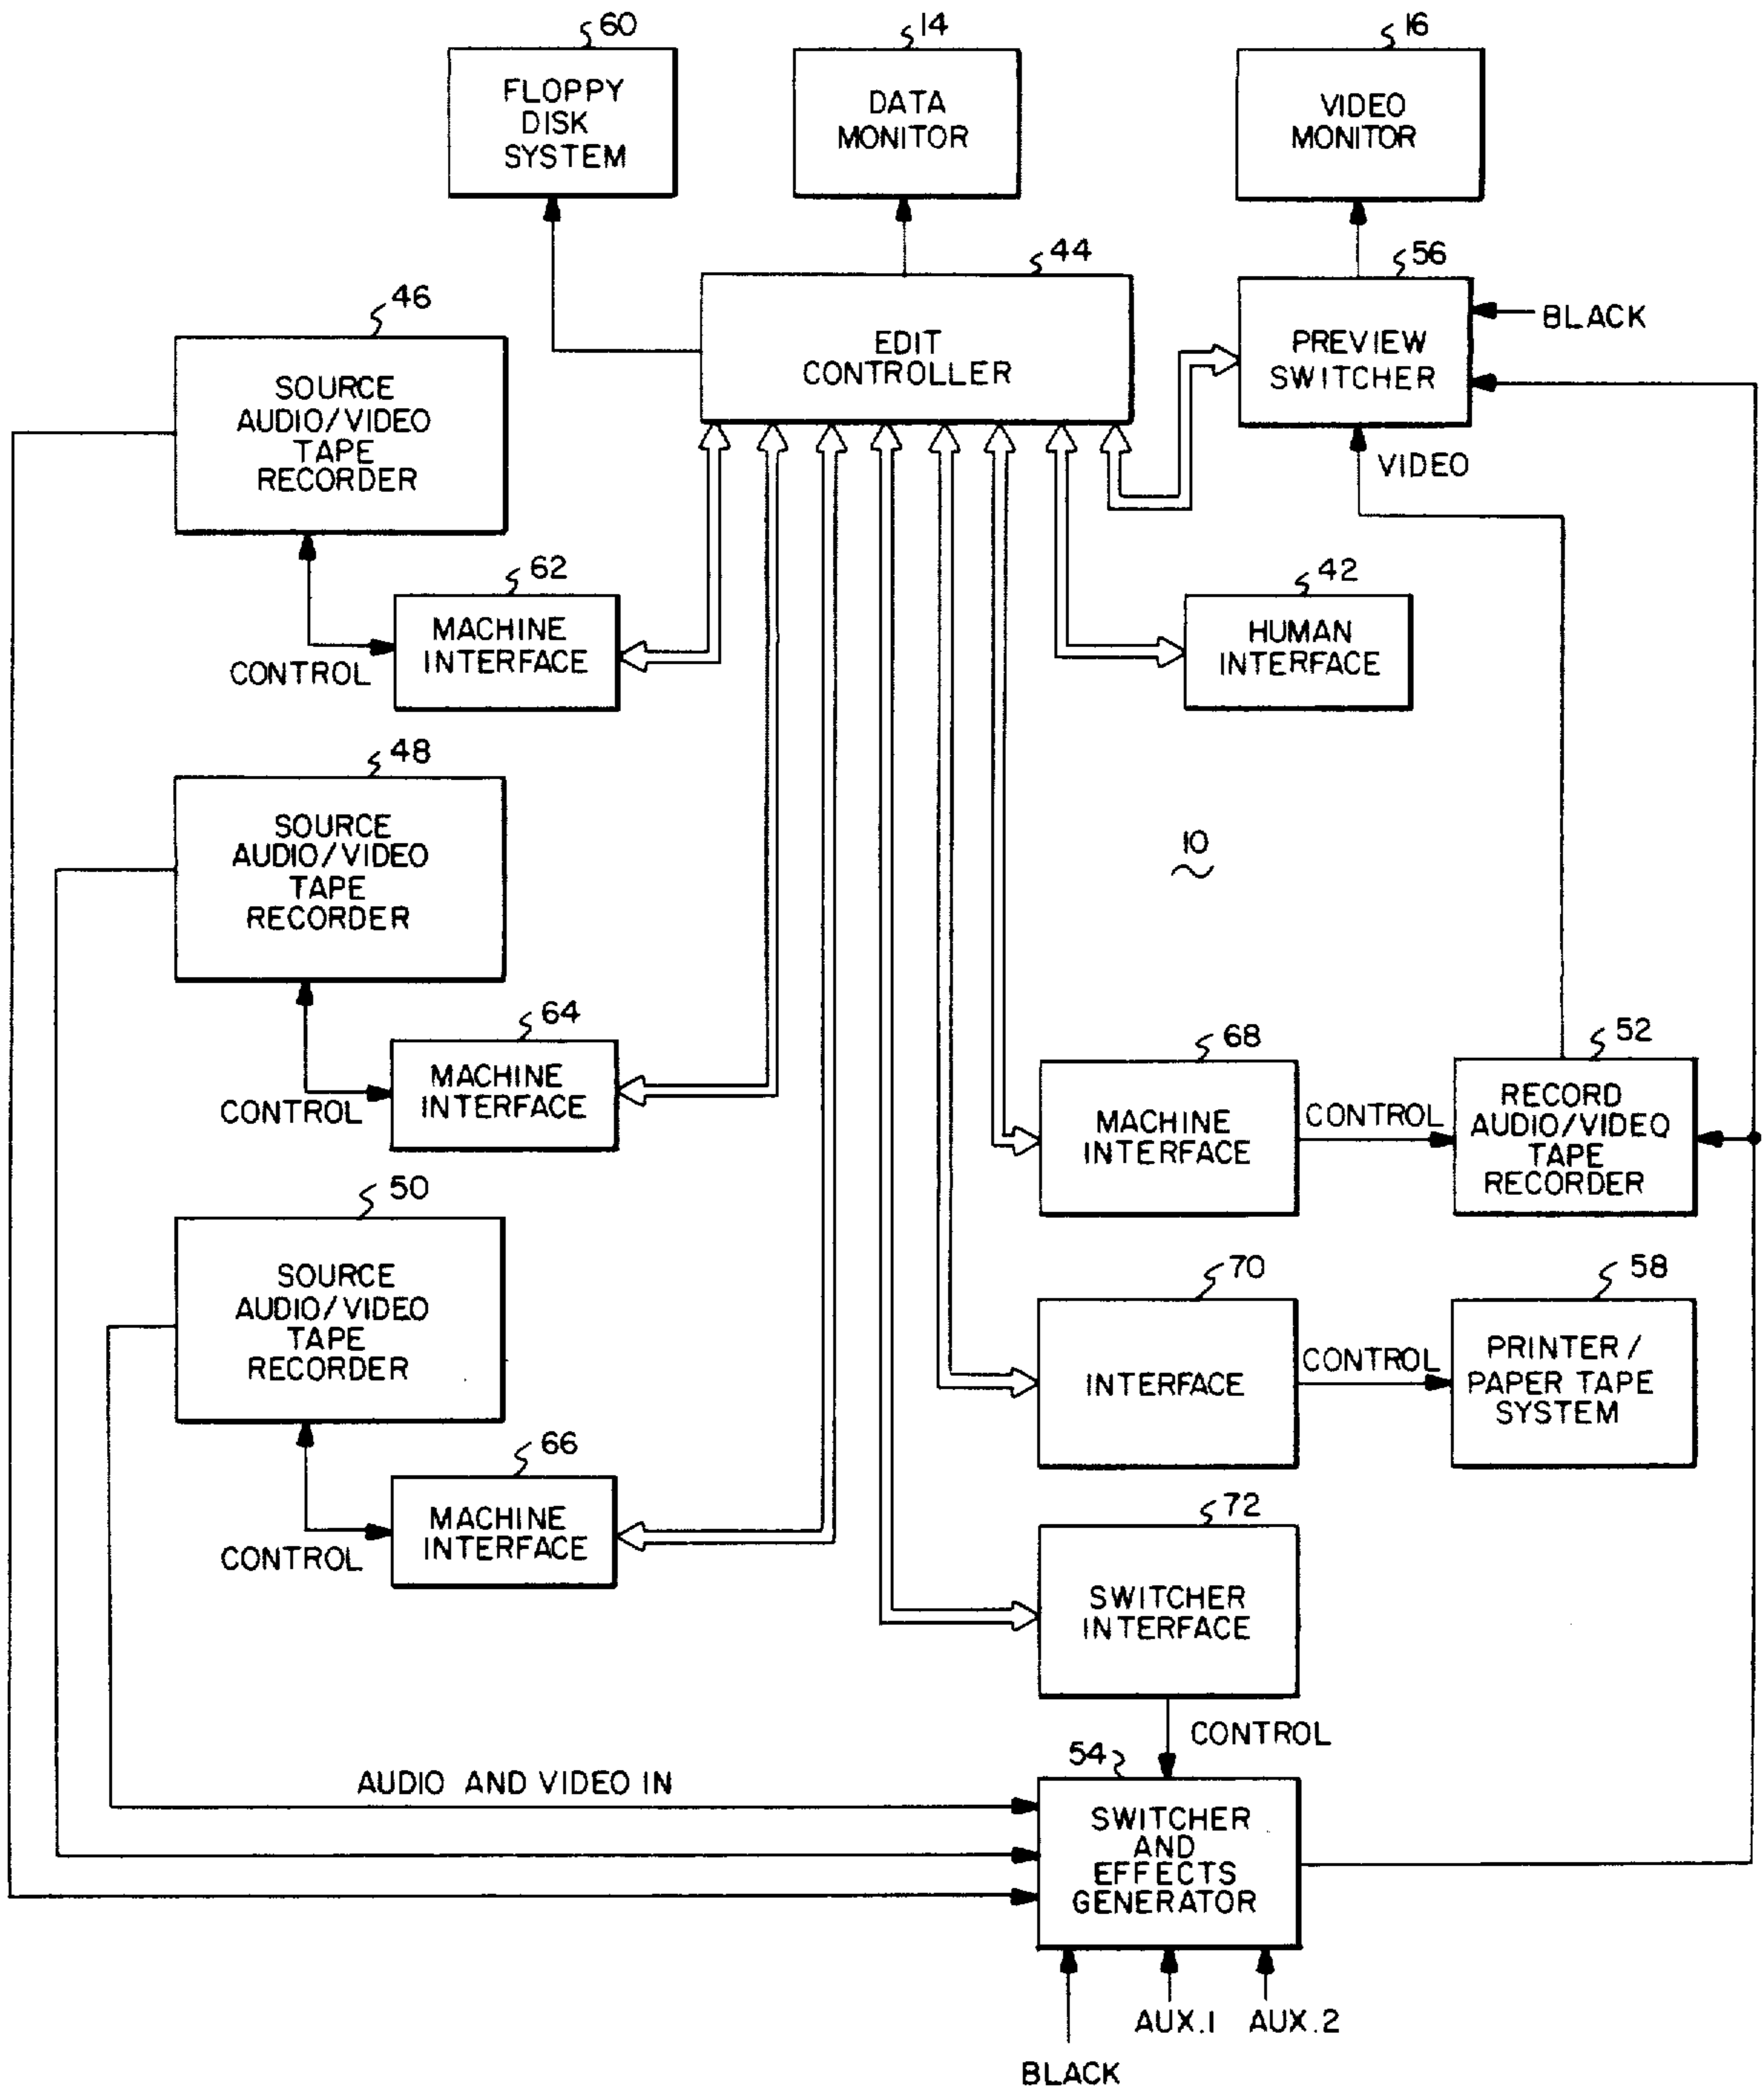 60
FLOPPY
DISK
SYSTEM
14
DATA
MONITOR
16
VIDEO
MONITOR
44
EDIT
CONTROLLER
56
PREVIEW
SWITCHER
BLACK
VIDEO
46
SOURCE
AUDIO/VIDEO
TAPE
RECORDER
62
MACHINE
INTERFACE
CONTROL
42
HUMAN
INTERFACE
48
SOURCE
AUDIO/VIDEO
TAPE
RECORDER
10
64
MACHINE
INTERFACE
CONTROL
68
MACHINE
INTERFACE
CONTROL
52
RECORD
AUDIO/VIDEO
TAPE
RECORDER
50
SOURCE
AUDIO/VIDEO
TAPE
RECORDER
70
INTERFACE
CONTROL
58
PRINTER/
PAPER TAPE
SYSTEM
66
MACHINE
INTERFACE
CONTROL
72
SWITCHER
INTERFACE
CONTROL
54
SWITCHER
AND
EFFECTS
GENERATOR
AUDIO AND VIDEO IN
AUX.1
AUX.2
BLACK